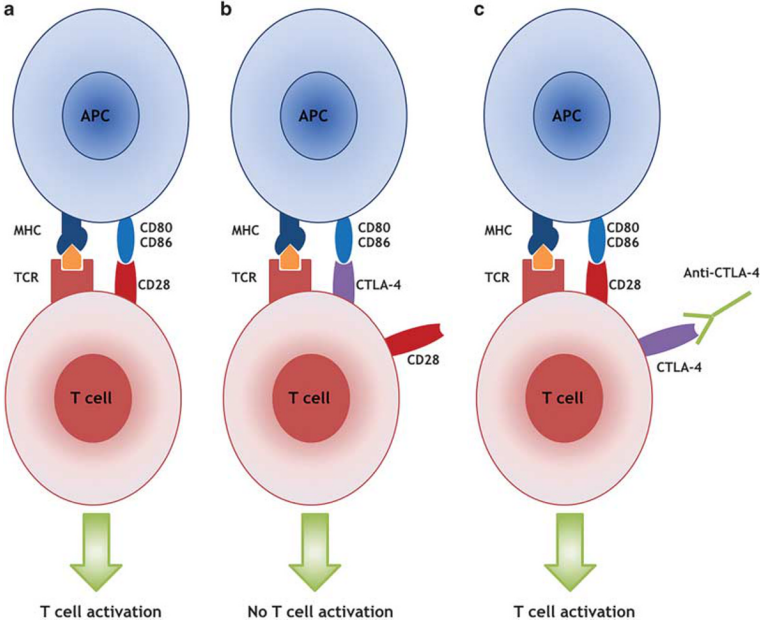 a
APC
MHC
CD80
CD86
TCR
CD28
T cell
T cell activation
b
APC
MHC
CD80
CD86
TCR
CTLA-4
CD28
T cell
No T cell activation
c
APC
MHC
CD80
CD86
TCR
CD28
Anti-CTLA-4
CTLA-4
T cell
T cell activation